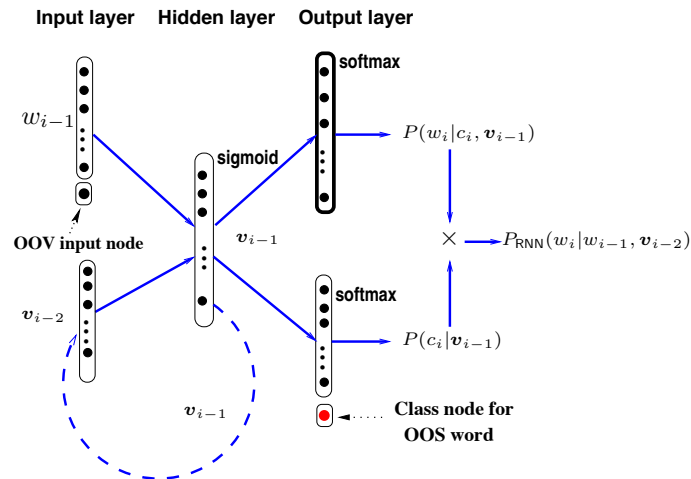 Input layer Hidden layer Output layer
softmax
w_{i−1}
P(w_i|c_i, v_{i−1})
sigmoid
OOV input node
v_{i−1}
×
P_RNN(w_i|w_{i−1}, v_{i−2})
softmax
v_{i−2}
P(c_i|v_{i−1})
v_{i−1}
Class node for
OOS word